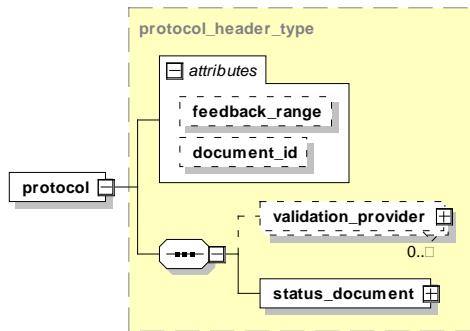 protocol_header_type
attributes
feedback_range
document_id
protocol
validation_provider
0..□
status_document